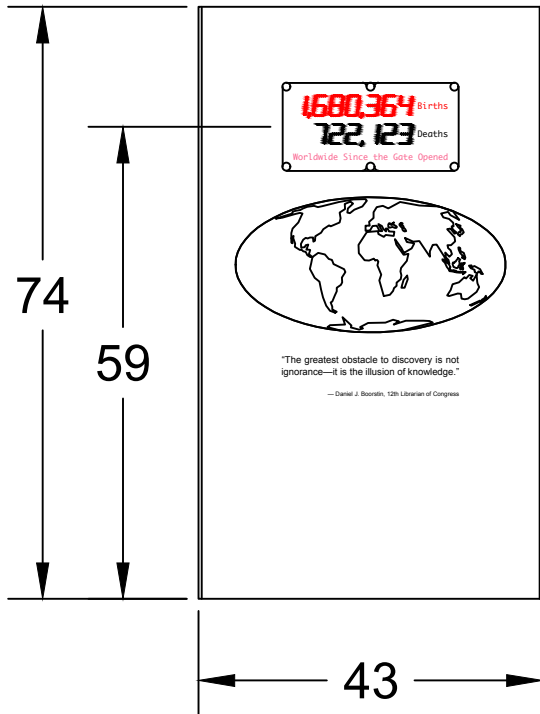 1,680,364 Births
722,123 Deaths
Worldwide Since the Gate Opened
74
59
“The greatest obstacle to discovery is not
ignorance—it is the illusion of knowledge.”
— Daniel J. Boorstin, 12th Librarian of Congress
43